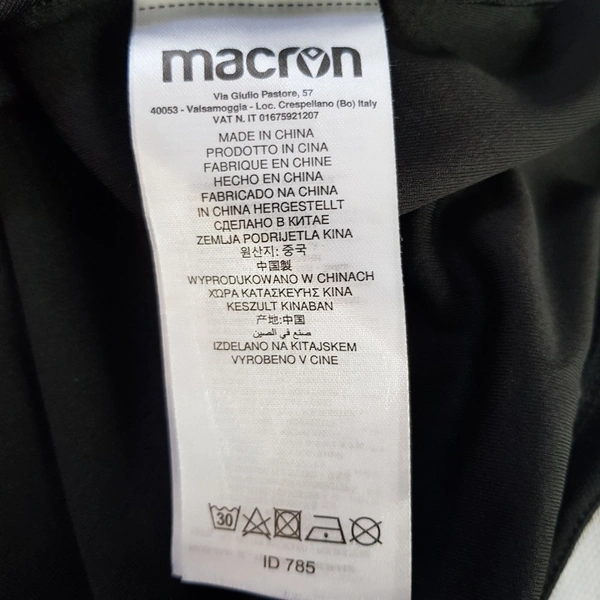 macron
Via Giulio Pastore, 57
40053 - Valsamoggia - Loc. Crespellano (Bo) Italy
VAT N. IT 01675921207
MADE IN CHINA
PRODOTTO IN CINA
FABRIQUE EN CHINE
HECHO EN CHINA
FABRICADO NA CHINA
IN CHINA HERGESTELLT
СДЕЛАНО В КИТАЕ
ZEMLJA PODRIJETLA KINA
원산지: 중국
中国製
WYPRODUKOWANO W CHINACH
ΧΩΡΑ ΚΑΤΑΣΚΕΥΗΣ ΚΙΝΑ
KESZULT KINABAN
产地:中国
صنع في الصين
IZDELANO NA KITAJSKEM
VYROBENO V CINE
30
ID 785